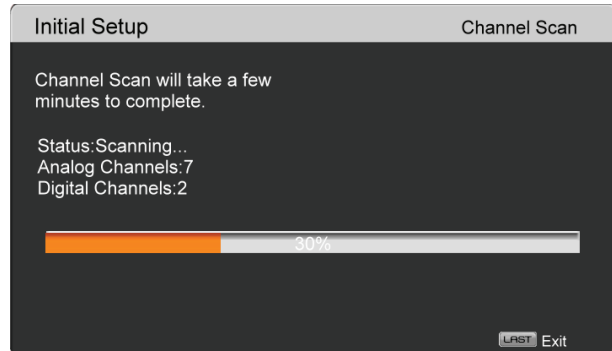 Initial Setup
Channel Scan
Channel Scan will take a few
minutes to complete.
Status:Scanning...
Analog Channels:7
Digital Channels:2
30%
LAST Exit